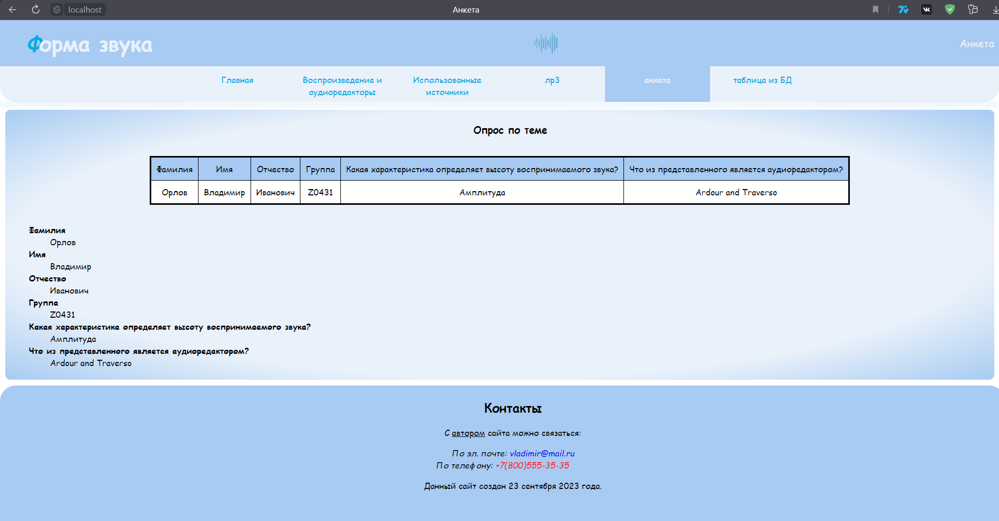 localhost
Анкета
Форма звука
Анкета
Главная
Воспроизведение и
аудиоредакторы
Использованные
источники
лр3
анкета
таблица из БД
Опрос по теме
Фамилия Имя Отчество Группа Какая характеристика определяет высоту воспринимаемого звука? Что из представленного является аудиоредактором?
Орлов Владимир Иванович Z0431 Амплитуда Ardour and Traverso
Фамилия
Орлов
Имя
Владимир
Отчество
Иванович
Группа
Z0431
Какая характеристика определяет высоту воспринимаемого звука?
Амплитуда
Что из представленного является аудиоредактором?
Ardour and Traverso
Контакты
С автором сайта можно связаться:
По эл. почте: vladimir@mail.ru
По телефону: +7(800)555-35-35
Данный сайт создан 23 сентября 2023 года.